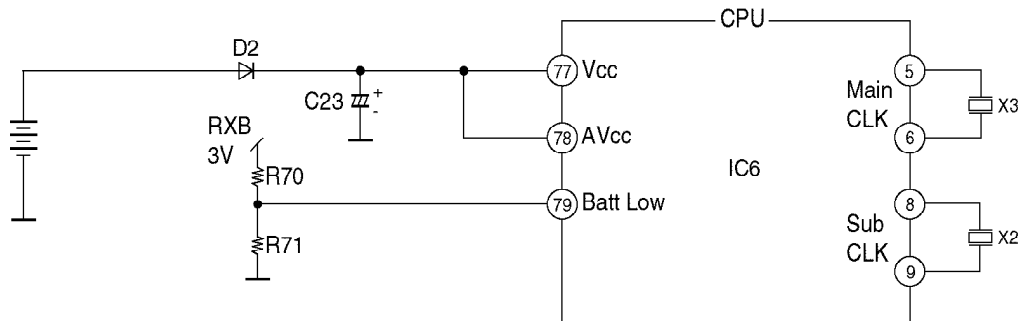 CPU
D2
77 Vcc
5
C23
+
-
Main
CLK
X3
RXB
3V
78 AVcc
6
R70
IC6
79 Batt Low
8
R71
Sub
CLK
X2
9